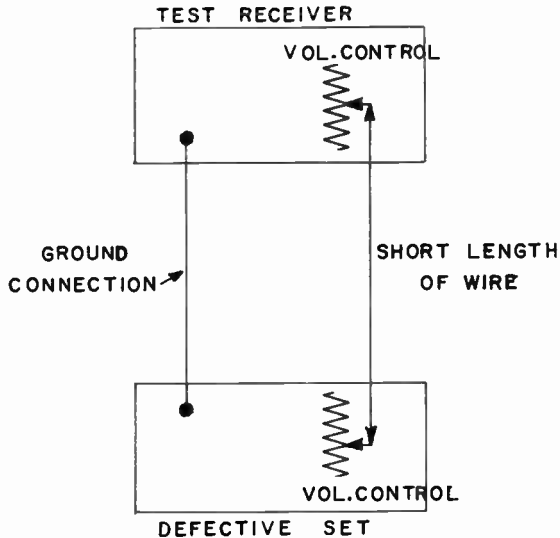 TEST RECEIVER
VOL.CONTROL
GROUND
CONNECTION
SHORT LENGTH
OF WIRE
VOL.CONTROL
DEFECTIVE SET